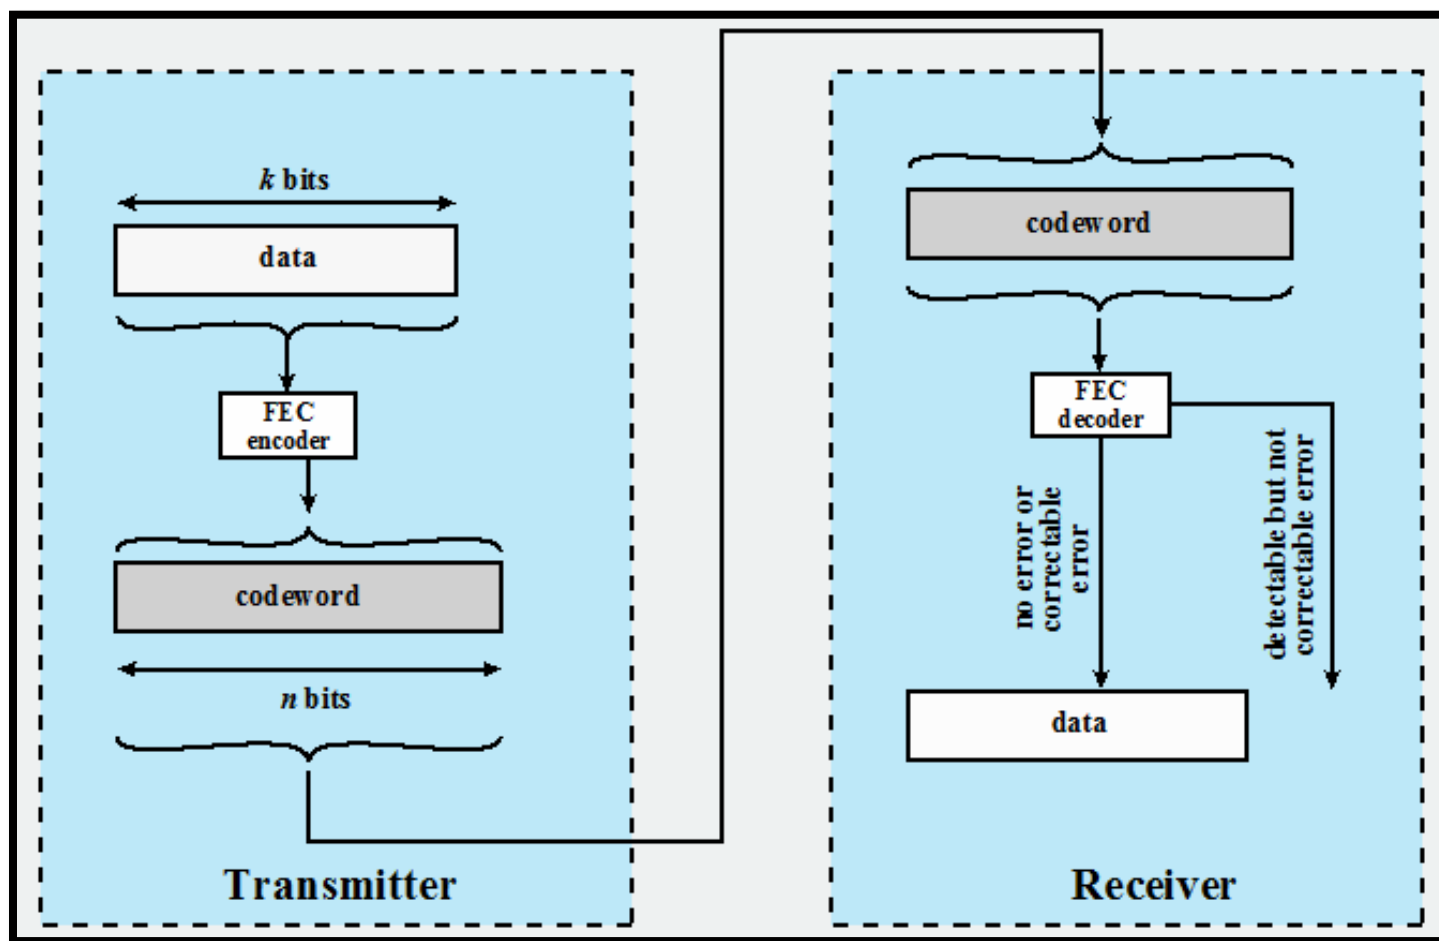 k bits
data
FEC
encoder
codeword
n bits
Transmitter
codeword
FEC
decoder
no error or
correctable
error
detectable but not
correctable error
data
Receiver